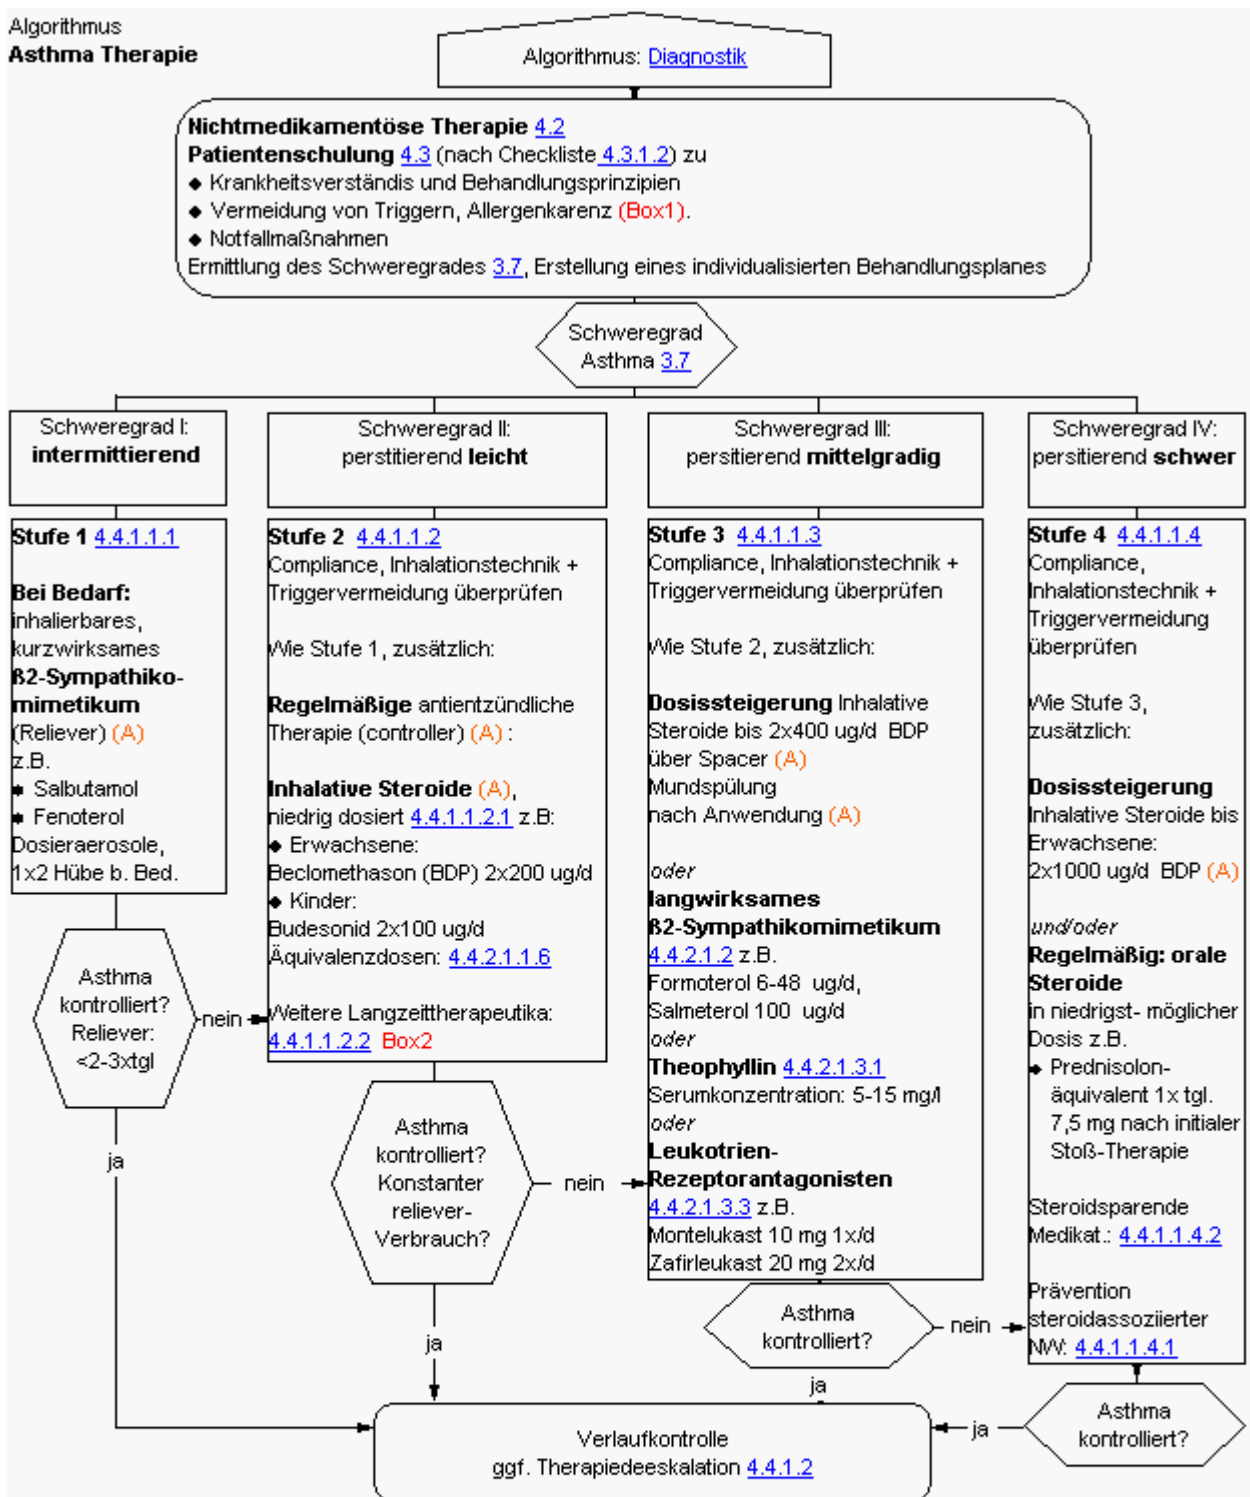 Algorithmus
Asthma Therapie
Algorithmus: Diagnostik
Nichtmedikamentöse Therapie 4.2
Patientenschulung 4.3 (nach Checkliste 4.3.1.2) zu
◆ Krankheitsverständis und Behandlungsprinzipien
◆ Vermeidung von Triggern, Allergenkarenz (Box1).
◆ Notfallmaßnahmen
Ermittlung des Schweregrades 3.7, Erstellung eines individualisierten Behandlungsplanes
Schweregrad
Asthma 3.7
Schweregrad I:
intermittierend
Schweregrad II:
perstitierend leicht
Schweregrad III:
persitierend mittelgradig
Schweregrad IV:
persitierend schwer
Stufe 1 4.4.1.1.1
Bei Bedarf:
inhalierbares,
kurzwirksames
ß2-Sympathiko-
mimetikum
(Reliever) (A)
z.B.
◆ Salbutamol
◆ Fenoterol
Dosieraerosole,
1x2 Hübe b. Bed.
Asthma
kontrolliert?
Reliever:
<2-3xtgl
nein
ja
Stufe 2 4.4.1.1.2
Compliance, Inhalationstechnik +
Triggervermeidung überprüfen
Wie Stufe 1, zusätzlich:
Regelmäßige antientzündliche
Therapie (controller) (A) :
Inhalative Steroide (A),
niedrig dosiert 4.4.1.1.2.1 z.B:
◆ Erwachsene:
Beclomethason (BDP) 2x200 ug/d
◆ Kinder:
Budesonid 2x100 ug/d
Äquivalenzdosen: 4.4.2.1.1.6
Weitere Langzeittherapeutika:
4.4.1.1.2.2 Box2
Asthma
kontrolliert?
Konstanter
reliever-
Verbrauch?
nein
ja
Stufe 3 4.4.1.1.3
Compliance, Inhalationstechnik +
Triggervermeidung überprüfen
Wie Stufe 2, zusätzlich:
Dosissteigerung Inhalative
Steroide bis 2x400 ug/d BDP
über Spacer (A)
Mundspülung
nach Anwendung (A)
oder
langwirksames
ß2-Sympathikomimetikum
4.4.2.1.2 z.B.
Formoterol 6-48 ug/d,
Salmeterol 100 ug/d
oder
Theophyllin 4.4.2.1.3.1
Serumkonzentration: 5-15 mg/l
oder
Leukotrien-
Rezeptorantagonisten
4.4.2.1.3.3 z.B.
Montelukast 10 mg 1x/d
Zafirleukast 20 mg 2x/d
Asthma
kontrolliert?
nein
ja
Stufe 4 4.4.1.1.4
Compliance,
Inhalationstechnik +
Triggervermeidung
überprüfen
Wie Stufe 3,
zusätzlich:
Dosissteigerung
Inhalative Steroide bis
Erwachsene:
2x1000 ug/d BDP (A)
und/oder
Regelmäßig: orale
Steroide
in niedrigst- möglicher
Dosis z.B.
◆ Prednisolon-
äquivalent 1x tgl.
7,5 mg nach initialer
Stoß-Therapie
Steroidsparende
Medikat.: 4.4.1.1.4.2
Prävention
steroidassoziierter
NW: 4.4.1.1.4.1
Asthma
kontrolliert?
ja
Verlaufkontrolle
ggf. Therapiedeeskalation 4.4.1.2